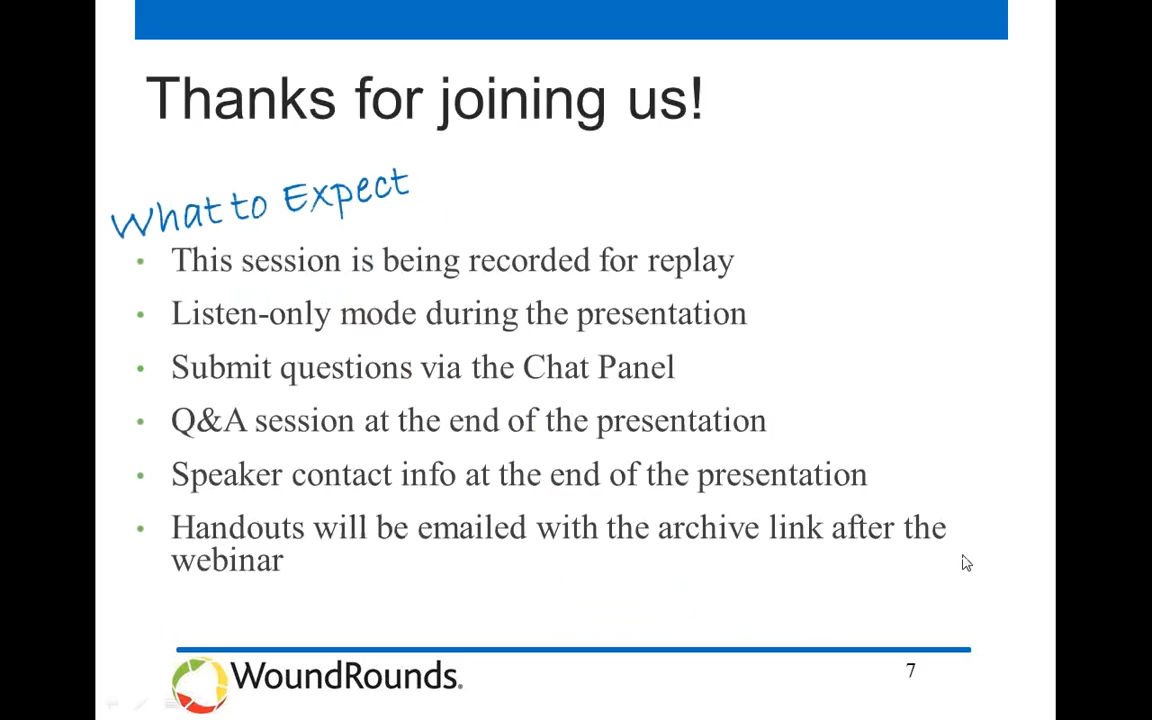 Thanks for joining us!
What to Expect
• This session is being recorded for replay
• Listen-only mode during the presentation
• Submit questions via the Chat Panel
• Q&A session at the end of the presentation
• Speaker contact info at the end of the presentation
• Handouts will be emailed with the archive link after the
webinar
WoundRounds.
7